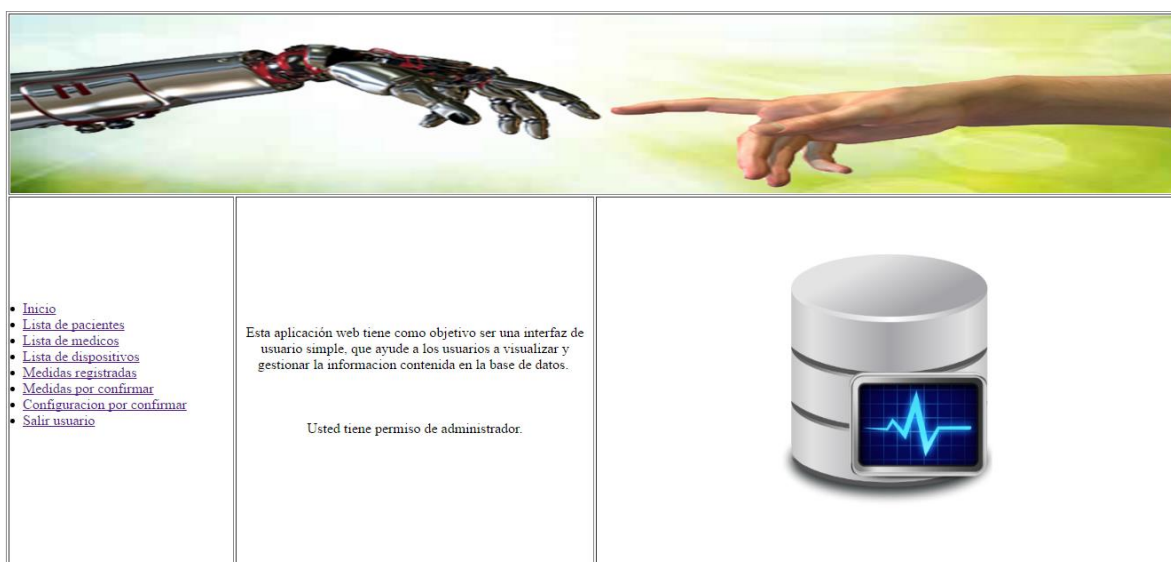 Inicio
Lista de pacientes
Lista de medicos
Lista de dispositivos
Medidas registradas
Medidas por confirmar
Configuracion por confirmar
Salir usuario
Esta aplicación web tiene como objetivo ser una interfaz de
usuario simple, que ayude a los usuarios a visualizar y
gestionar la informacion contenida en la base de datos.
Usted tiene permiso de administrador.